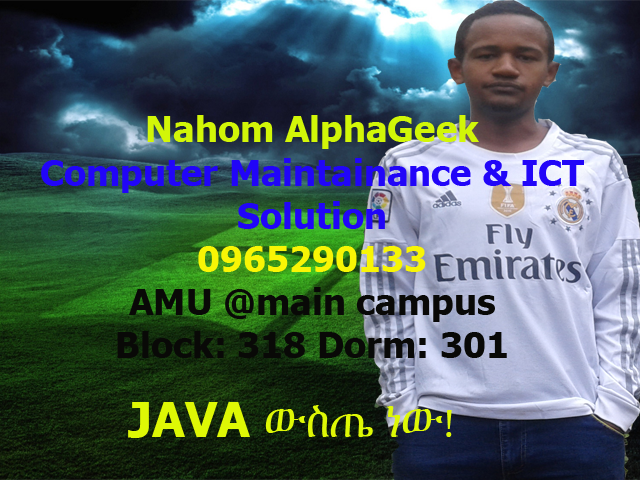 Nahom AlphaGeek
Computer Maintainance & ICT
Solution
0965290133
AMU @main campus
Block: 318 Dorm: 301
JAVA ውስጤ ነው!
adidas
FIFA
Fly
Emirates